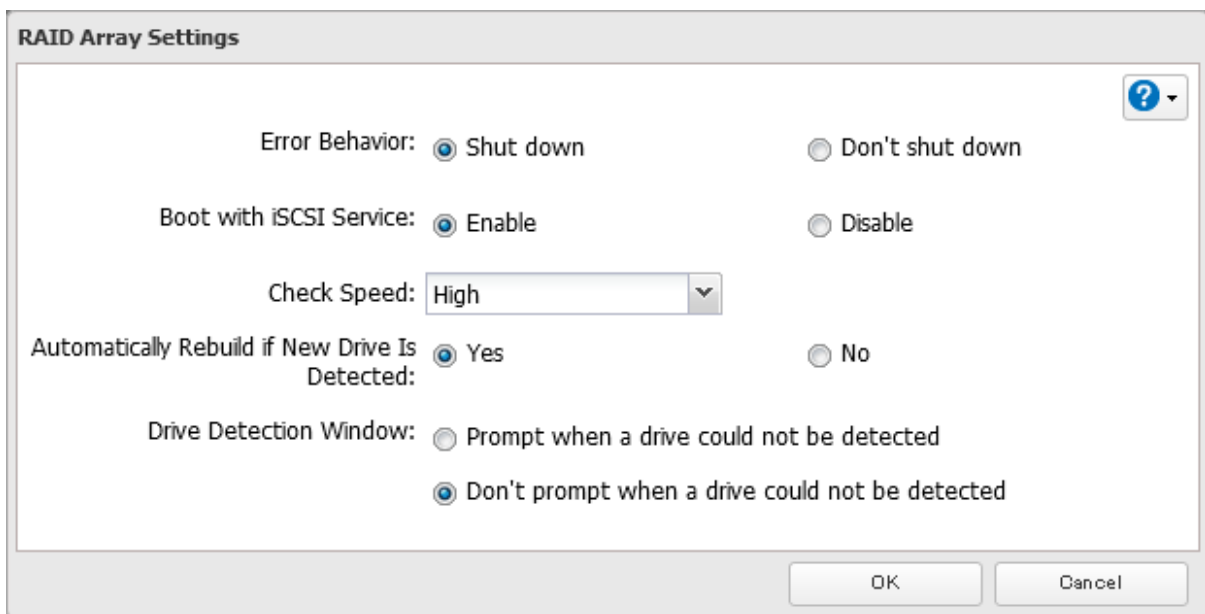 RAID Array Settings
?
Error Behavior: Shut down Don't shut down
Boot with iSCSI Service: Enable Disable
Check Speed: High
Automatically Rebuild if New Drive Is Yes No
Detected:
Drive Detection Window: Prompt when a drive could not be detected
Don't prompt when a drive could not be detected
OK Cancel